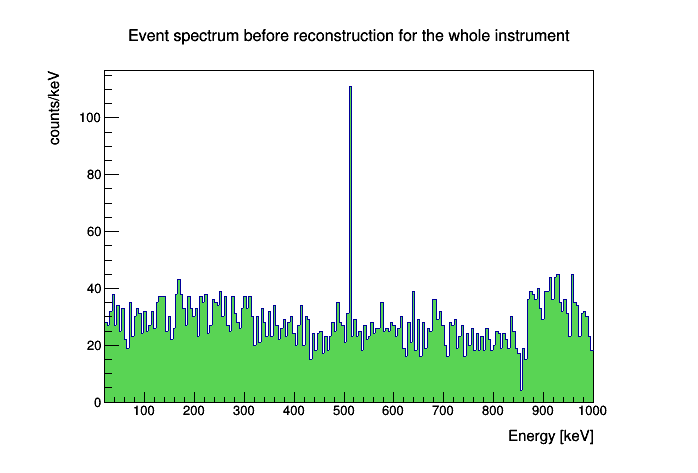 Event spectrum before reconstruction for the whole instrument
counts/keV
100
80
60
40
20
0
100 200 300 400 500 600 700 800 900 1000
Energy [keV]